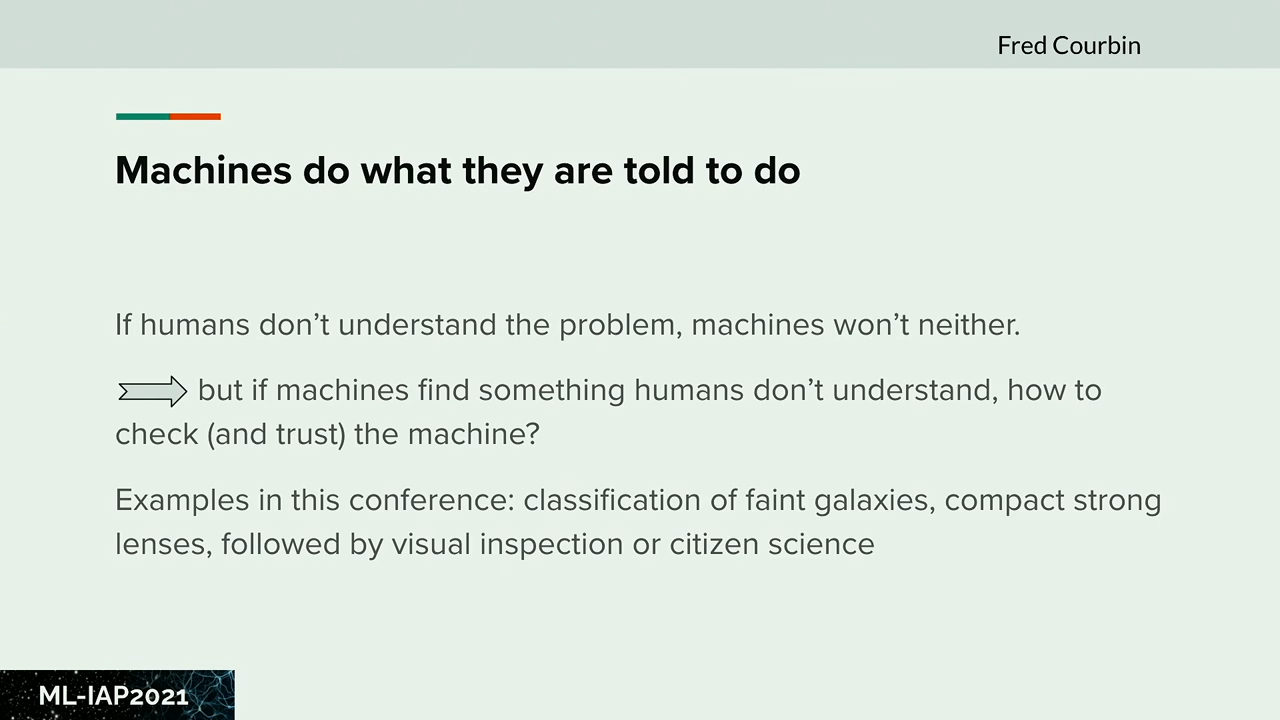 Fred Courbin
Machines do what they are told to do
If humans don’t understand the problem, machines won’t neither.
but if machines find something humans don’t understand, how to
check (and trust) the machine?
Examples in this conference: classification of faint galaxies, compact strong
lenses, followed by visual inspection or citizen science
ML-IAP2021